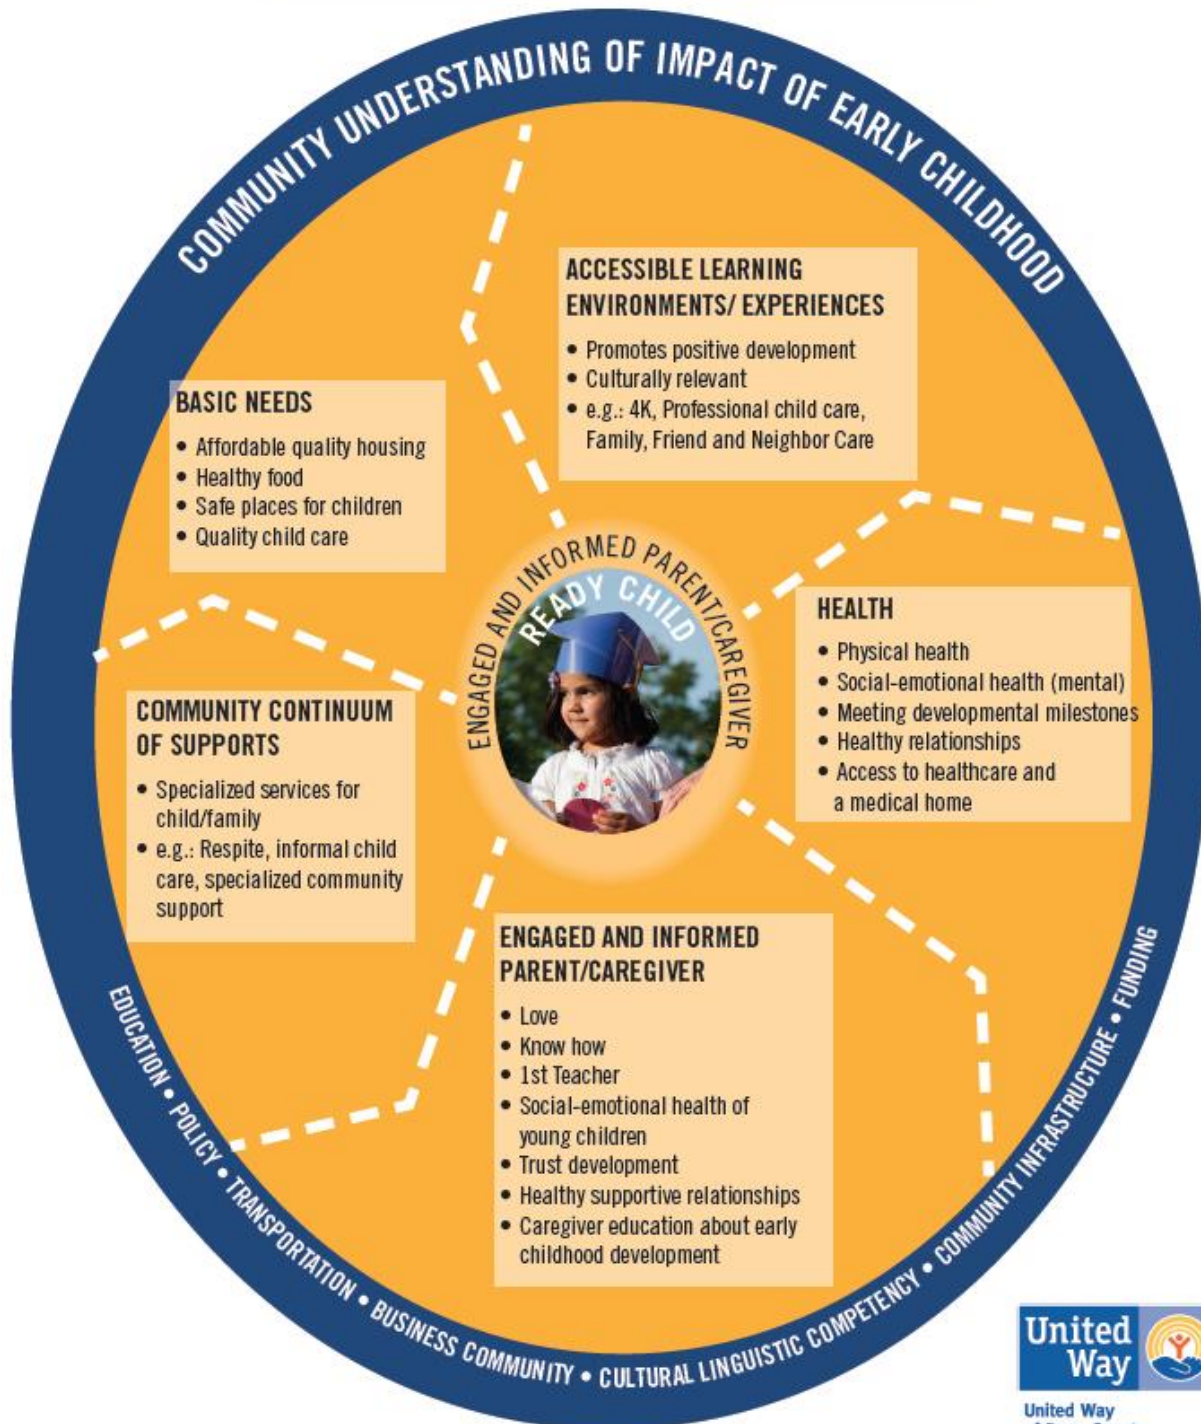 COMMUNITY UNDERSTANDING OF IMPACT OF EARLY CHILDHOOD
ACCESSIBLE LEARNING
ENVIRONMENTS/ EXPERIENCES
• Promotes positive development
• Culturally relevant
• e.g.: 4K, Professional child care,
Family, Friend and Neighbor Care
BASIC NEEDS
• Affordable quality housing
• Healthy food
• Safe places for children
• Quality child care
ENGAGED AND INFORMED PARENT/CAREGIVER
READY CHILD
HEALTH
• Physical health
• Social-emotional health (mental)
• Meeting developmental milestones
• Healthy relationships
• Access to healthcare and
a medical home
COMMUNITY CONTINUUM
OF SUPPORTS
• Specialized services for
child/family
• e.g.: Respite, informal child
care, specialized community
support
ENGAGED AND INFORMED
PARENT/CAREGIVER
• Love
• Know how
• 1st Teacher
• Social-emotional health of
young children
• Trust development
• Healthy supportive relationships
• Caregiver education about early
childhood development
EDUCATION • POLICY • TRANSPORTATION • BUSINESS COMMUNITY • CULTURAL LINGUISTIC COMPETENCY • COMMUNITY INFRASTRUCTURE • FUNDING
United
Way
United Way